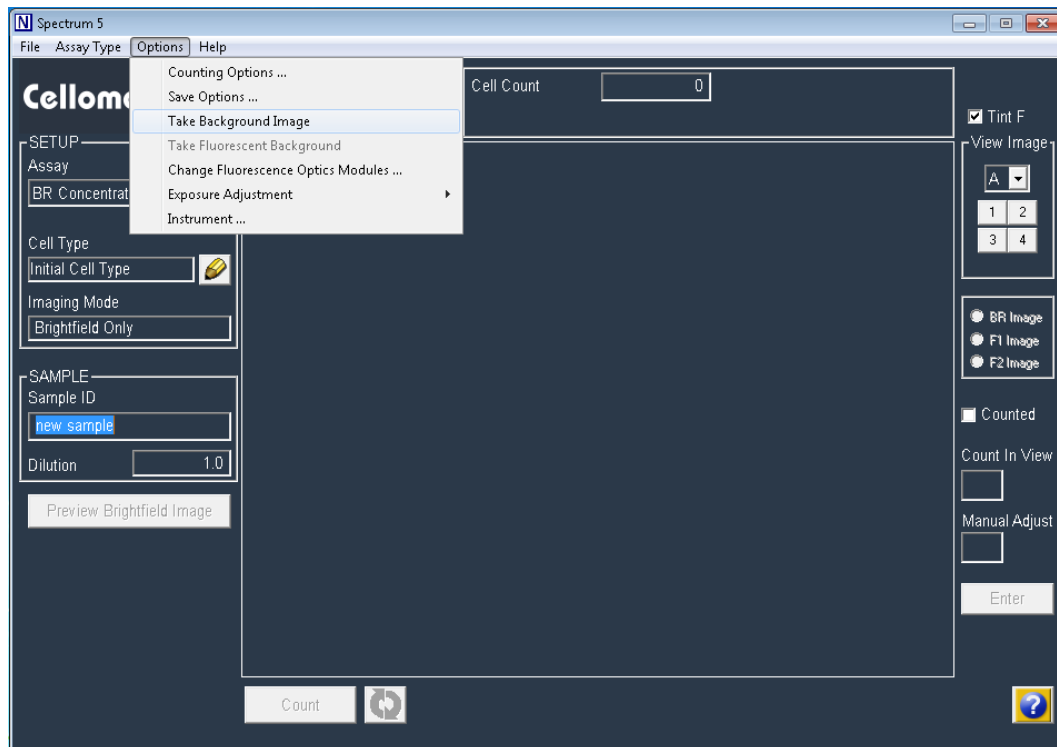 Spectrum 5
File Assay Type Options Help
Counting Options ...
Save Options ...
Take Background Image
Take Fluorescent Background
Change Fluorescence Optics Modules ...
Exposure Adjustment
Instrument ...
Cellom
Cell Count 0
SETUP
Assay
BR Concentrat
Cell Type
Initial Cell Type
Imaging Mode
Brightfield Only
SAMPLE
Sample ID
new sample
Dilution 1.0
Preview Brightfield Image
Count
Tint F
View Image
A
1 2
3 4
BR Image
F1 Image
F2 Image
Counted
Count In View
Manual Adjust
Enter
?